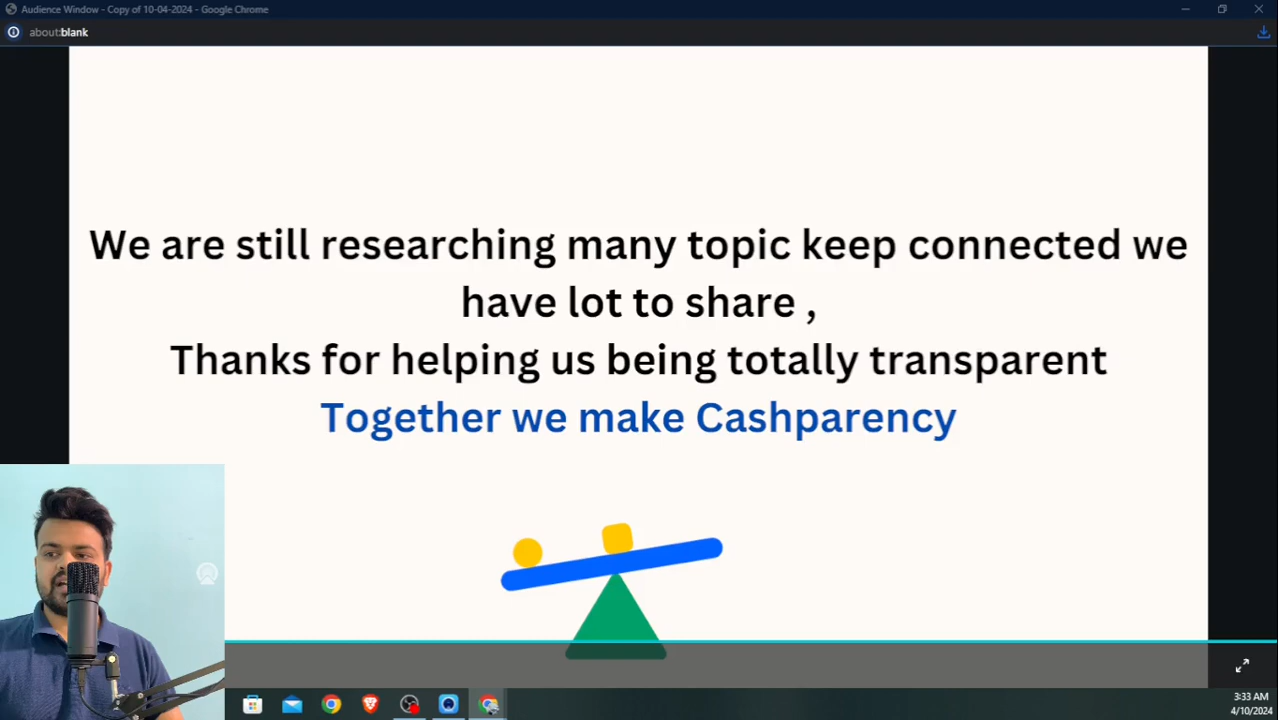 Audience Window - Copy of 10-04-2024 - Google Chrome
about:blank
We are still researching many topic keep connected we
have lot to share ,
Thanks for helping us being totally transparent
Together we make Cashparency
3:33 AM
4/10/2024